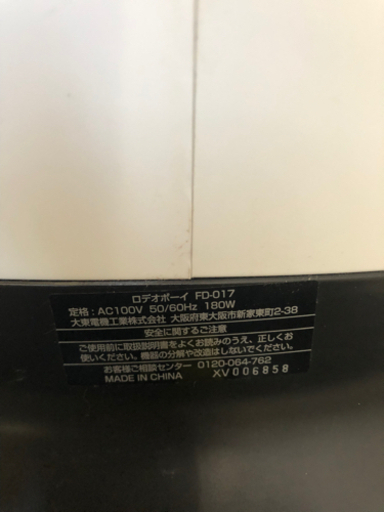 ロデオボーイ FD-017
定格：AC100V 50/60Hz 180W
大東電機工業株式会社 大阪府東大阪市新家東町2-38
安全に関するご注意
ご使用前に取扱説明書をよくお読みのうえ、正しくお
使いください。機器の分解や改造はしないでください。
お客様ご相談センター 0120-064-762
MADE IN CHINA XV006858